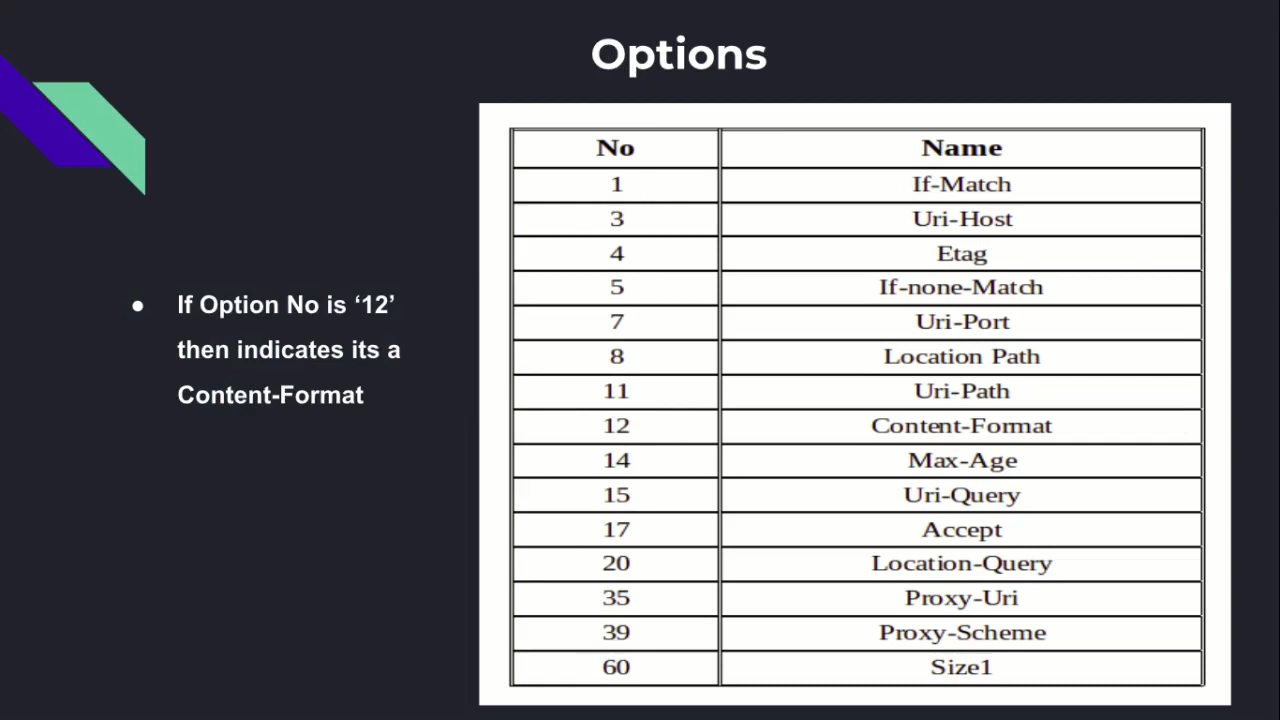 Options
● If Option No is ‘12’
then indicates its a
Content-Format
No Name
1 If-Match
3 Uri-Host
4 Etag
5 If-none-Match
7 Uri-Port
8 Location Path
11 Uri-Path
12 Content-Format
14 Max-Age
15 Uri-Query
17 Accept
20 Location-Query
35 Proxy-Uri
39 Proxy-Scheme
60 Size1